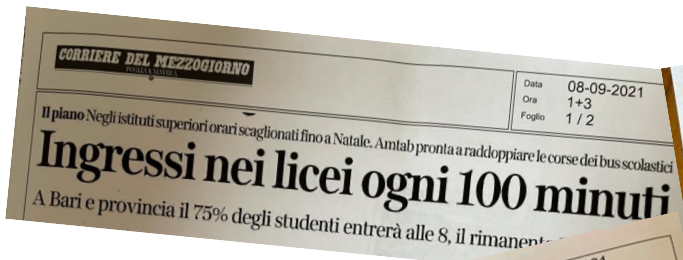 CORRIERE DEL MEZZOGIORNO
PUGLIA E MATERA
Data 08-09-2021
Ora 1+3
Foglio 1 / 2
Il piano Negli istituti superiori orari scaglionati fino a Natale. Amtab pronta a raddoppiare le corse dei bus scolastici
Ingressi nei licei ogni 100 minuti
A Bari e provincia il 75% degli studenti entrerà alle 8, il